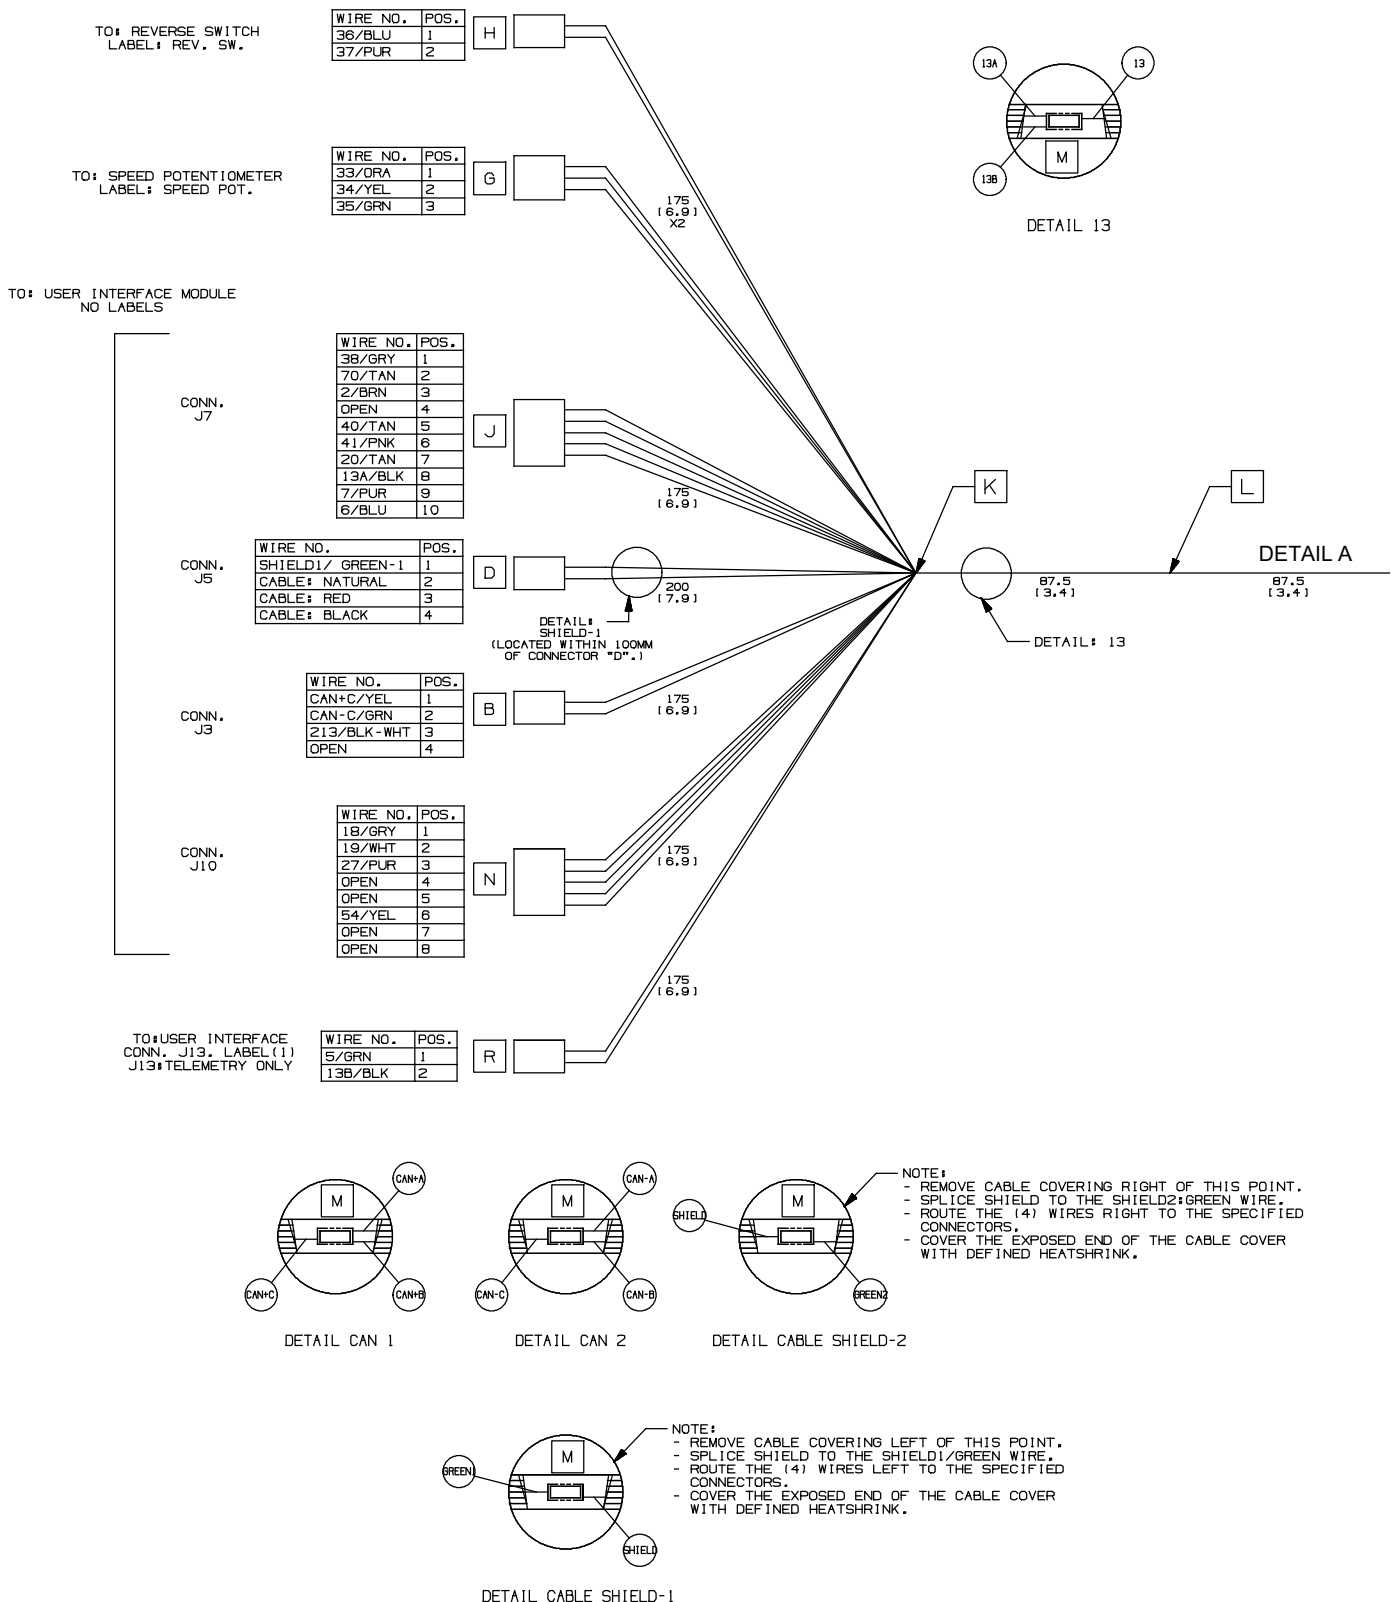 TO: REVERSE SWITCH
LABEL: REV. SW.
WIRE NO. POS.
36/BLU 1
37/PUR 2
H
13A
13
M
13B
DETAIL 13
TO: SPEED POTENTIOMETER
LABEL: SPEED POT.
WIRE NO. POS.
33/ORA 1
34/YEL 2
35/GRN 3
G
175
[6.9]
X2
TO: USER INTERFACE MODULE
NO LABELS
CONN.
J7
WIRE NO. POS.
38/GRY 1
70/TAN 2
2/BRN 3
OPEN 4
40/TAN 5
41/PNK 6
20/TAN 7
13A/BLK 8
7/PUR 9
6/BLU 10
J
175
[6.9]
K
L
CONN.
J5
WIRE NO. POS.
SHIELD1/ GREEN-1 1
CABLE: NATURAL 2
CABLE: RED 3
CABLE: BLACK 4
D
200
[7.9]
DETAIL:
SHIELD-1
(LOCATED WITHIN 100MM
OF CONNECTOR "D".)
DETAIL A
87.5
[3.4]
87.5
[3.4]
DETAIL: 13
CONN.
J3
WIRE NO. POS.
CAN+C/YEL 1
CAN-C/GRN 2
213/BLK-WHT 3
OPEN 4
B
175
[6.9]
CONN.
J10
WIRE NO. POS.
18/GRY 1
19/WHT 2
27/PUR 3
OPEN 4
OPEN 5
54/YEL 6
OPEN 7
OPEN 8
N
175
[6.9]
175
[6.9]
TO:USER INTERFACE
CONN. J13. LABEL(1)
J13:TELEMETRY ONLY
WIRE NO. POS.
5/GRN 1
13B/BLK 2
R
M
CAN+A
CAN+C
CAN+B
DETAIL CAN 1
M
CAN-A
CAN-C
CAN-B
DETAIL CAN 2
M
SHIELD
GREEN2
DETAIL CABLE SHIELD-2
NOTE:
- REMOVE CABLE COVERING RIGHT OF THIS POINT.
- SPLICE SHIELD TO THE SHIELD2:GREEN WIRE.
- ROUTE THE (4) WIRES RIGHT TO THE SPECIFIED
CONNECTORS.
- COVER THE EXPOSED END OF THE CABLE COVER
WITH DEFINED HEATSHRINK.
M
GREEN1
SHIELD
DETAIL CABLE SHIELD-1
NOTE:
- REMOVE CABLE COVERING LEFT OF THIS POINT.
- SPLICE SHIELD TO THE SHIELD1/GREEN WIRE.
- ROUTE THE (4) WIRES LEFT TO THE SPECIFIED
CONNECTORS.
- COVER THE EXPOSED END OF THE CABLE COVER
WITH DEFINED HEATSHRINK.